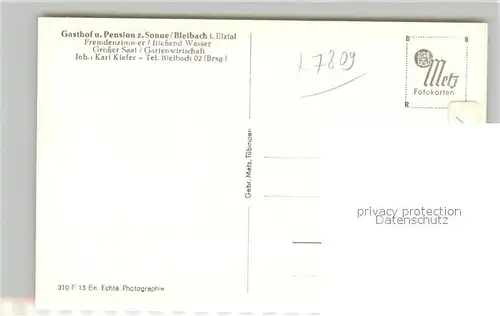 Gasthof u. Pension z. Sonne/Bleibach i. Elztal
Fremdenzimmer / fließend Wasser
Großer Saal / Gartenwirtschaft
Inh.: Karl Kiefer – Tel. Bleibach 02 (Brsg.)
k7809
B B
Metz
Fotokarten
R
Gebr. Metz, Tübingen
privacy protection
Datenschutz
310 F 15 En. Echte Photographie